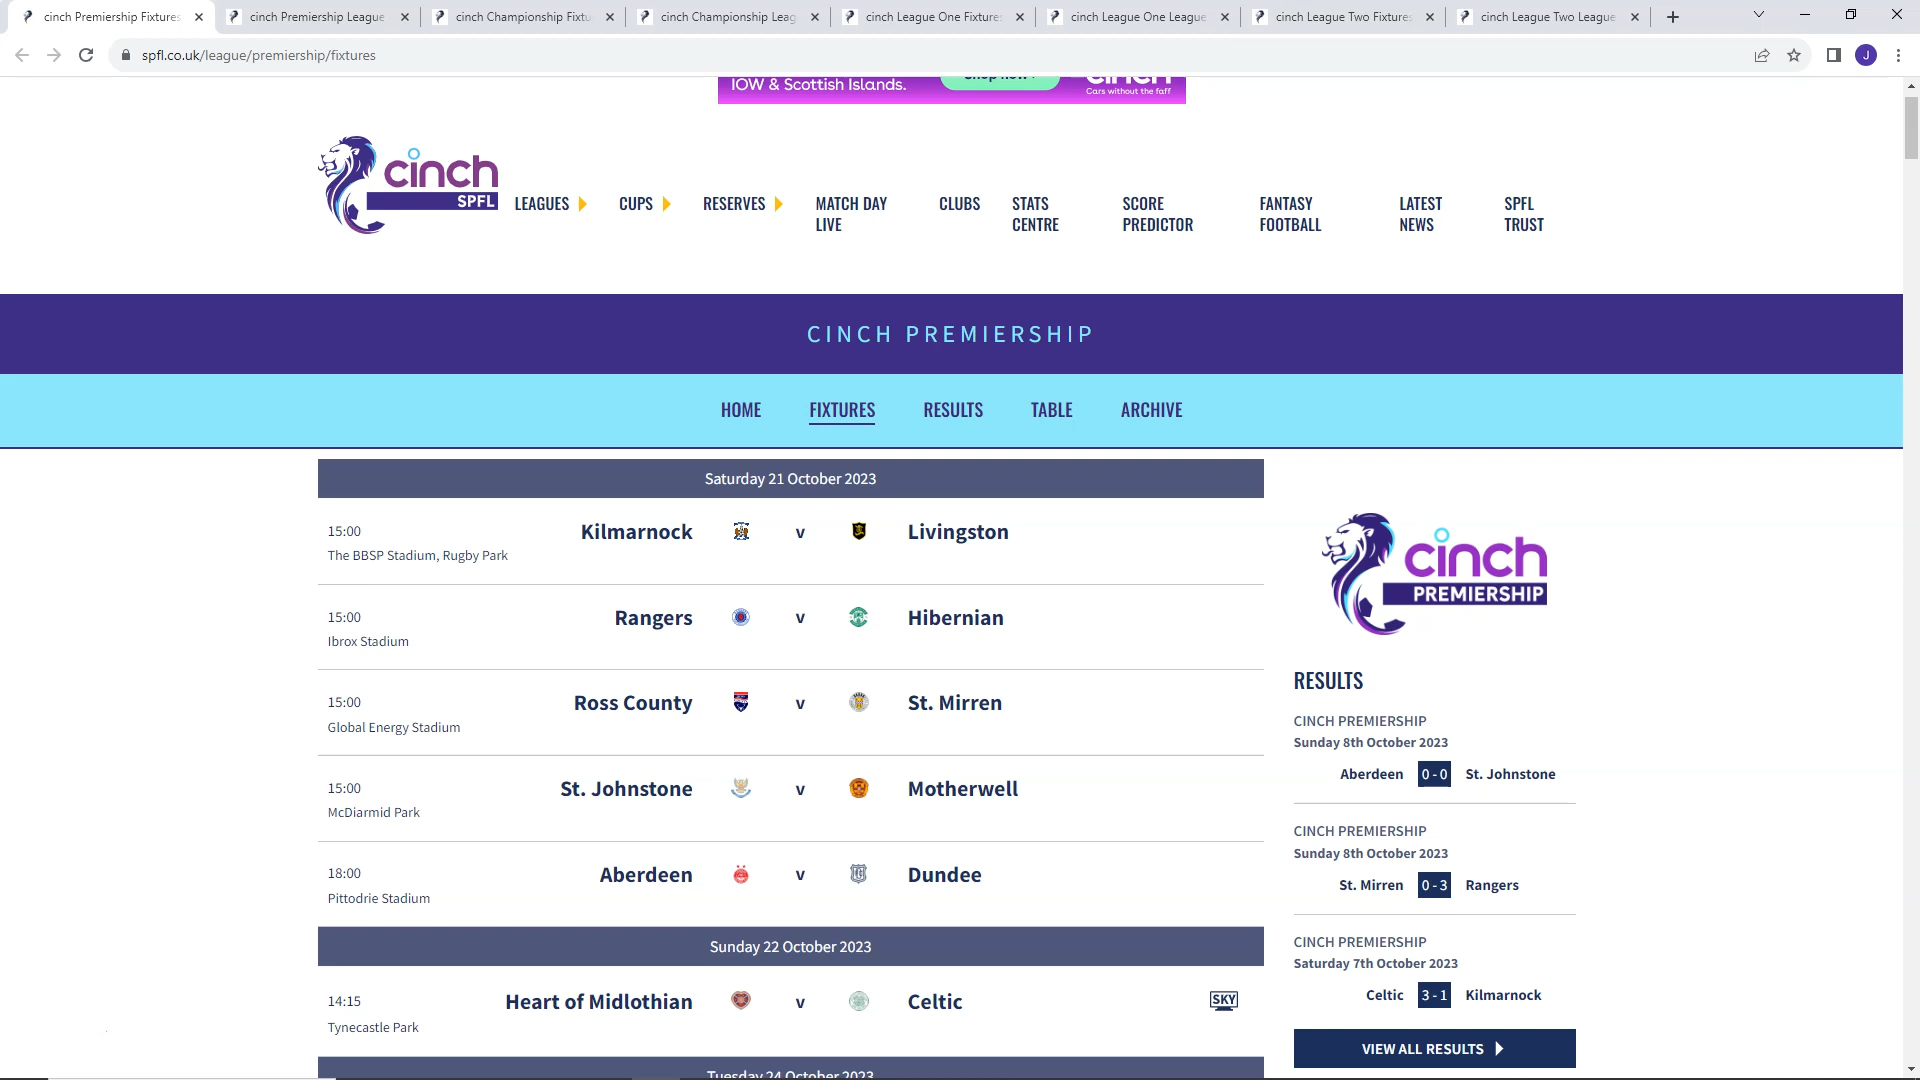 cinch Premiership Fixtures
cinch Premiership League
cinch Championship Fixtu
cinch Championship Leag
cinch League One Fixtures
cinch League One League
cinch League Two Fixtures
cinch League Two League
spfl.co.uk/league/premiership/fixtures
J
IOW & Scottish Islands.
Shop now
cinch
Cars without the faff
cinch
SPFL
LEAGUES
CUPS
RESERVES
MATCH DAY
LIVE
CLUBS
STATS
CENTRE
SCORE
PREDICTOR
FANTASY
FOOTBALL
LATEST
NEWS
SPFL
TRUST
CINCH PREMIERSHIP
HOME FIXTURES RESULTS TABLE ARCHIVE
Saturday 21 October 2023
15:00 Kilmarnock v Livingston
The BBSP Stadium, Rugby Park
15:00 Rangers v Hibernian
Ibrox Stadium
15:00 Ross County v St. Mirren
Global Energy Stadium
15:00 St. Johnstone v Motherwell
McDiarmid Park
18:00 Aberdeen v Dundee
Pittodrie Stadium
Sunday 22 October 2023
14:15 Heart of Midlothian v Celtic SKY
Tynecastle Park
Tuesday 24 October 2023
cinch
PREMIERSHIP
RESULTS
CINCH PREMIERSHIP
Sunday 8th October 2023
Aberdeen 0 - 0 St. Johnstone
CINCH PREMIERSHIP
Sunday 8th October 2023
St. Mirren 0 - 3 Rangers
CINCH PREMIERSHIP
Saturday 7th October 2023
Celtic 3 - 1 Kilmarnock
VIEW ALL RESULTS